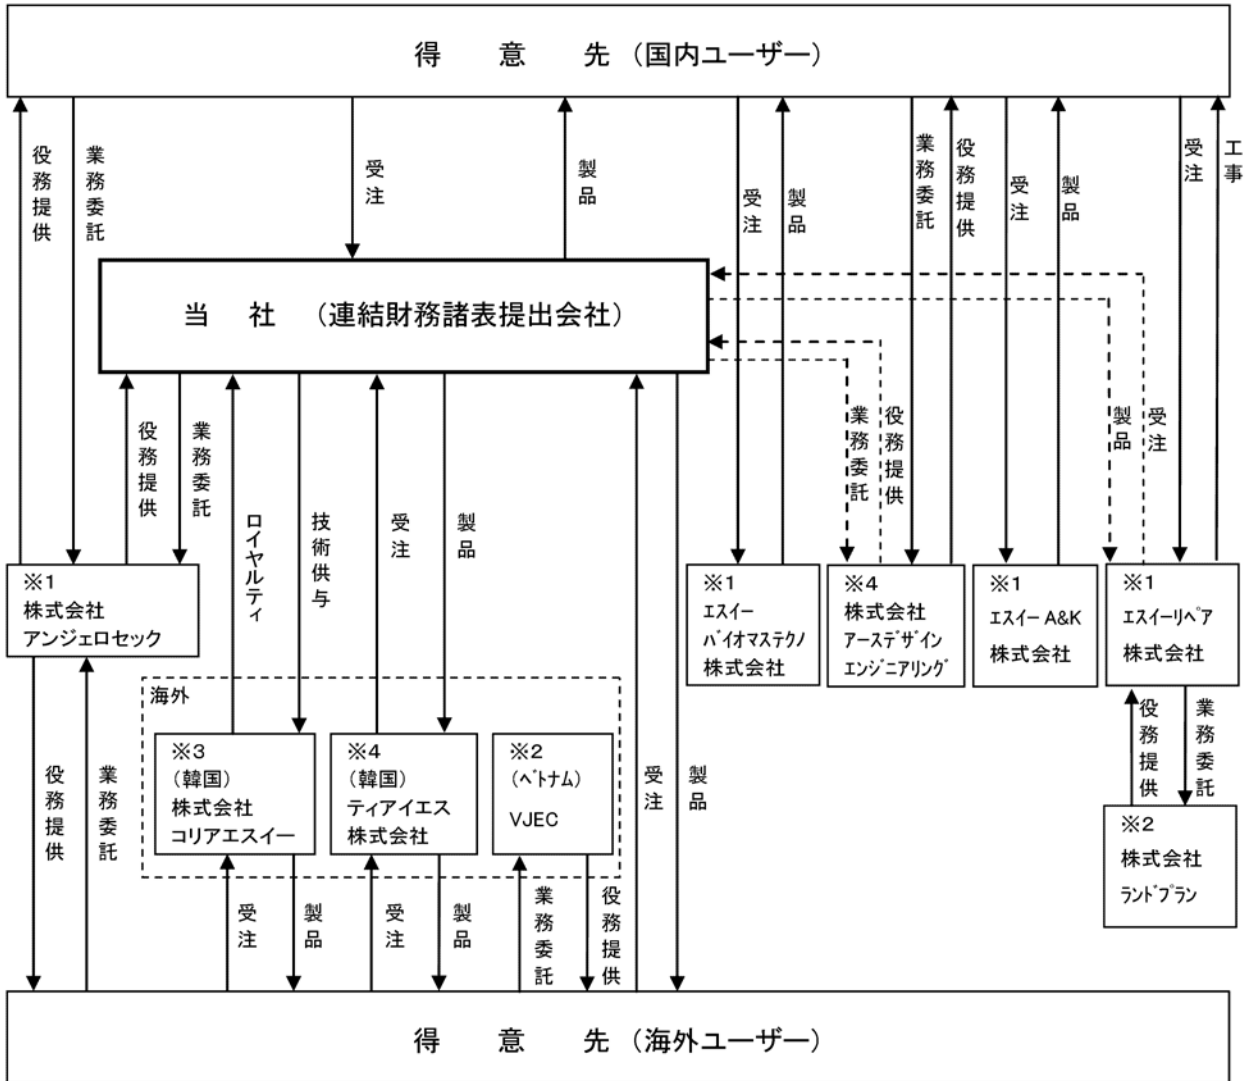 得 意 先 (国内ユーザー)
役務提供
業務委託
受注
製品
受注
製品
業務委託
役務提供
受注
製品
受注
工事
当 社 (連結財務諸表提出会社)
役務提供
業務委託
ロイヤルティ
技術供与
受注
製品
業務委託
役務提供
製品
受注
※1
株式会社
アンジェロセック
※1
エスイー
バイオマステクノ
株式会社
※4
株式会社
アースデザイン
エンジニアリング
※1
エスイーA&K
株式会社
※1
エスイーリペア
株式会社
海外
※3
(韓国)
株式会社
コリアエスイー
※4
(韓国)
ティアイエス
株式会社
※2
(ベトナム)
VJEC
役務提供
業務委託
受注
製品
役務提供
業務委託
※2
株式会社
ランドプラン
受注
製品
受注
製品
業務委託
役務提供
得 意 先 (海外ユーザー)